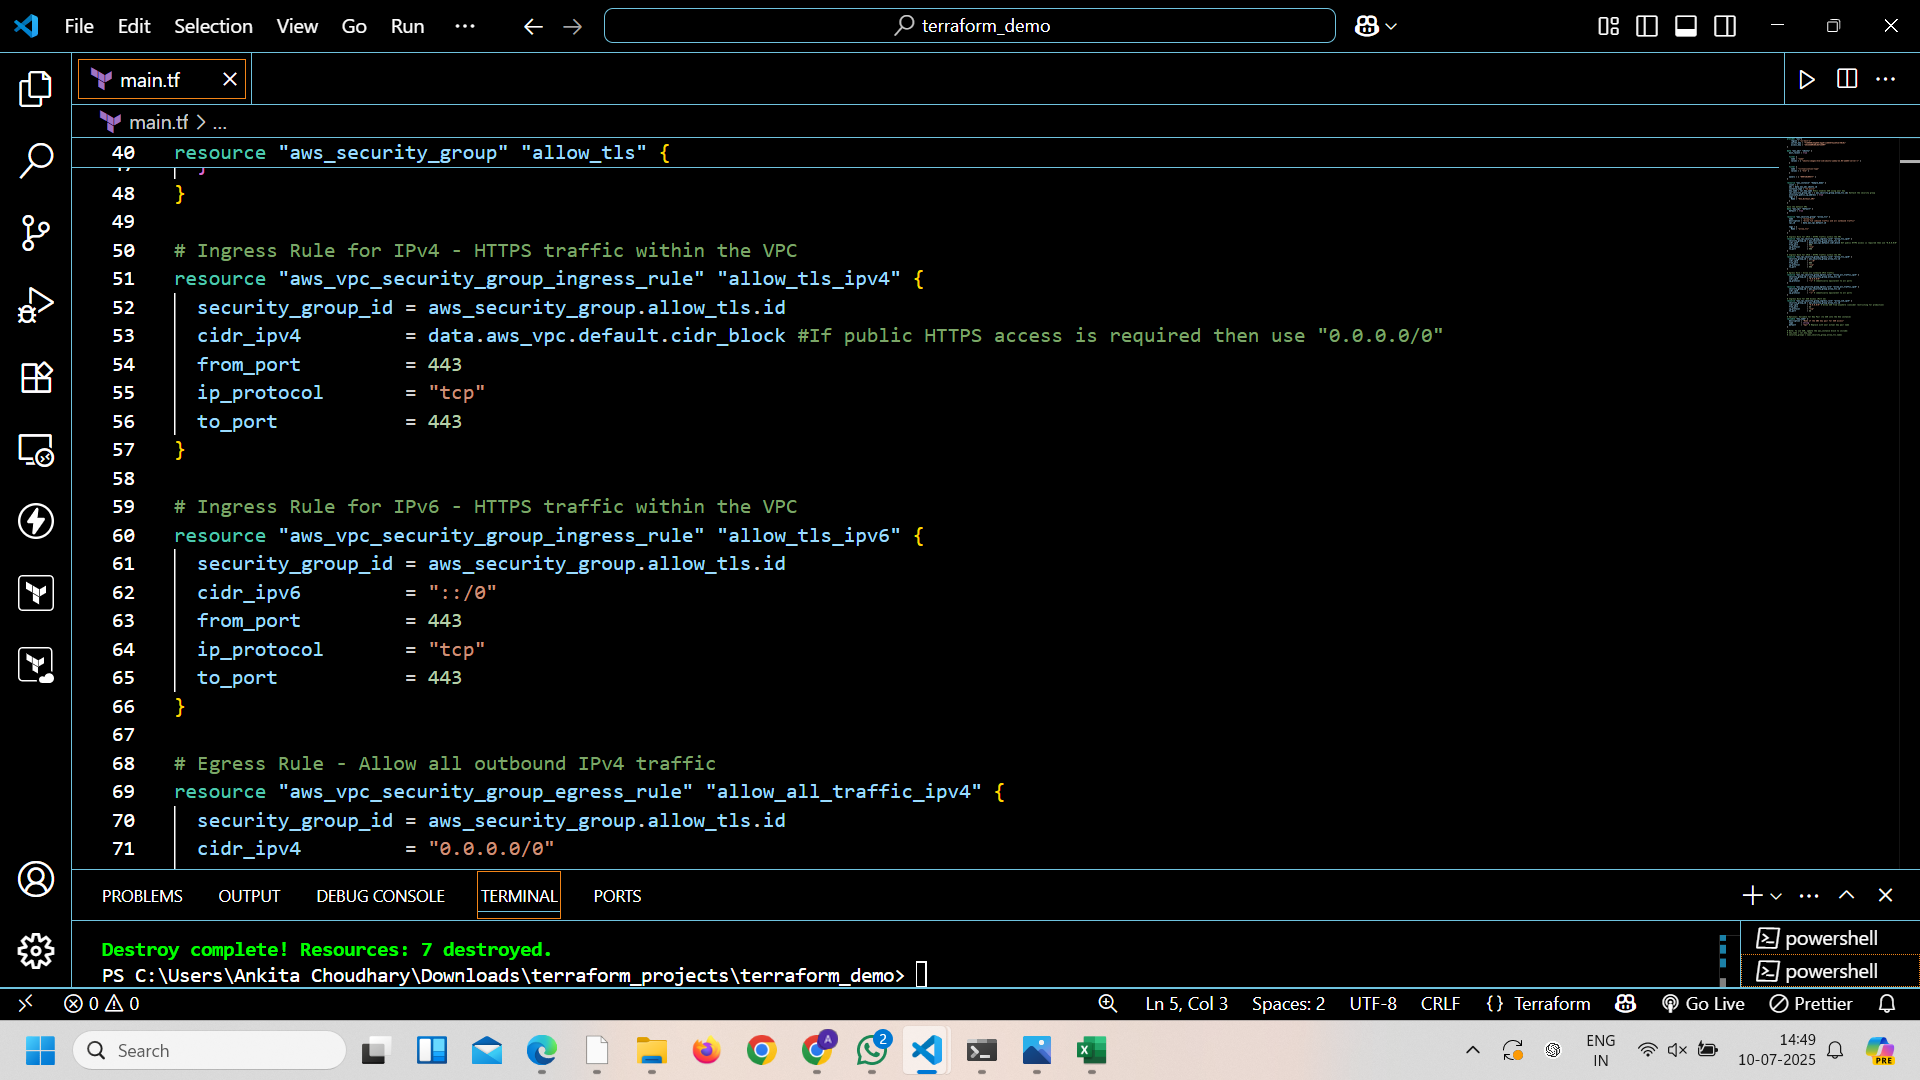 File Edit Selection View Go Run ··· terraform_demo
main.tf
main.tf > ...
40 resource "aws_security_group" "allow_tls" {
47 }
48 }
49
50 # Ingress Rule for IPv4 - HTTPS traffic within the VPC
51 resource "aws_vpc_security_group_ingress_rule" "allow_tls_ipv4" {
52 security_group_id = aws_security_group.allow_tls.id
53 cidr_ipv4 = data.aws_vpc.default.cidr_block #If public HTTPS access is required then use "0.0.0.0/0"
54 from_port = 443
55 ip_protocol = "tcp"
56 to_port = 443
57 }
58
59 # Ingress Rule for IPv6 - HTTPS traffic within the VPC
60 resource "aws_vpc_security_group_ingress_rule" "allow_tls_ipv6" {
61 security_group_id = aws_security_group.allow_tls.id
62 cidr_ipv6 = "::/0"
63 from_port = 443
64 ip_protocol = "tcp"
65 to_port = 443
66 }
67
68 # Egress Rule - Allow all outbound IPv4 traffic
69 resource "aws_vpc_security_group_egress_rule" "allow_all_traffic_ipv4" {
70 security_group_id = aws_security_group.allow_tls.id
71 cidr_ipv4 = "0.0.0.0/0"
PROBLEMS OUTPUT DEBUG CONSOLE TERMINAL PORTS
Destroy complete! Resources: 7 destroyed.
PS C:\Users\Ankita Choudhary\Downloads\terraform_projects\terraform_demo>
powershell
powershell
0 0 Ln 5, Col 3 Spaces: 2 UTF-8 CRLF {} Terraform Go Live Prettier
Search
A
2
ENG
IN
14:49
10-07-2025
PRE